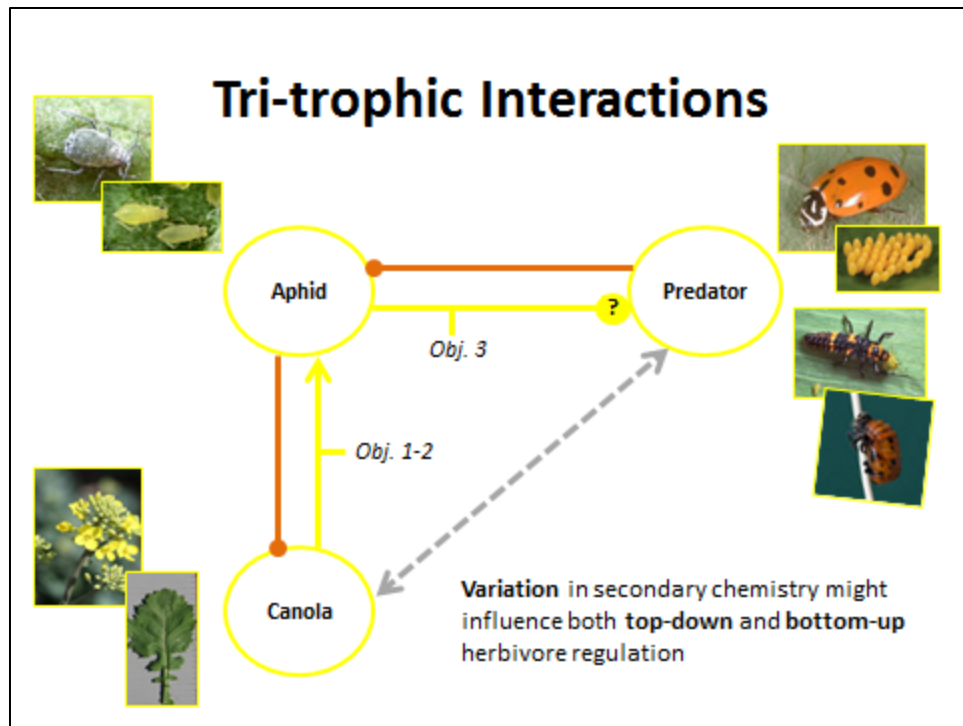 Tri-trophic Interactions
Aphid
Predator
?
Obj. 3
Obj. 1-2
Canola
Variation in secondary chemistry might
influence both top-down and bottom-up
herbivore regulation